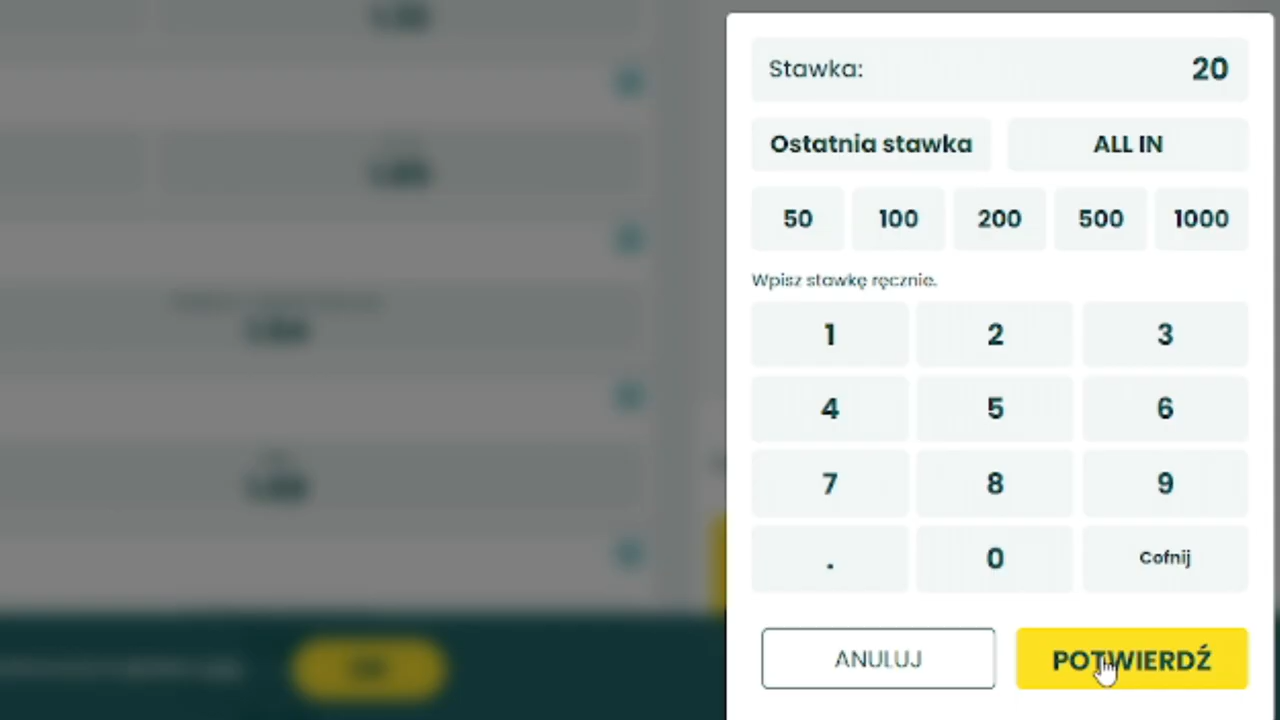 Stawka: 20
Ostatnia stawka ALL IN
50 100 200 500 1000
Wpisz stawkę ręcznie.
1 2 3
4 5 6
7 8 9
. 0 Cofnij
ANULUJ POTWIERDŹ